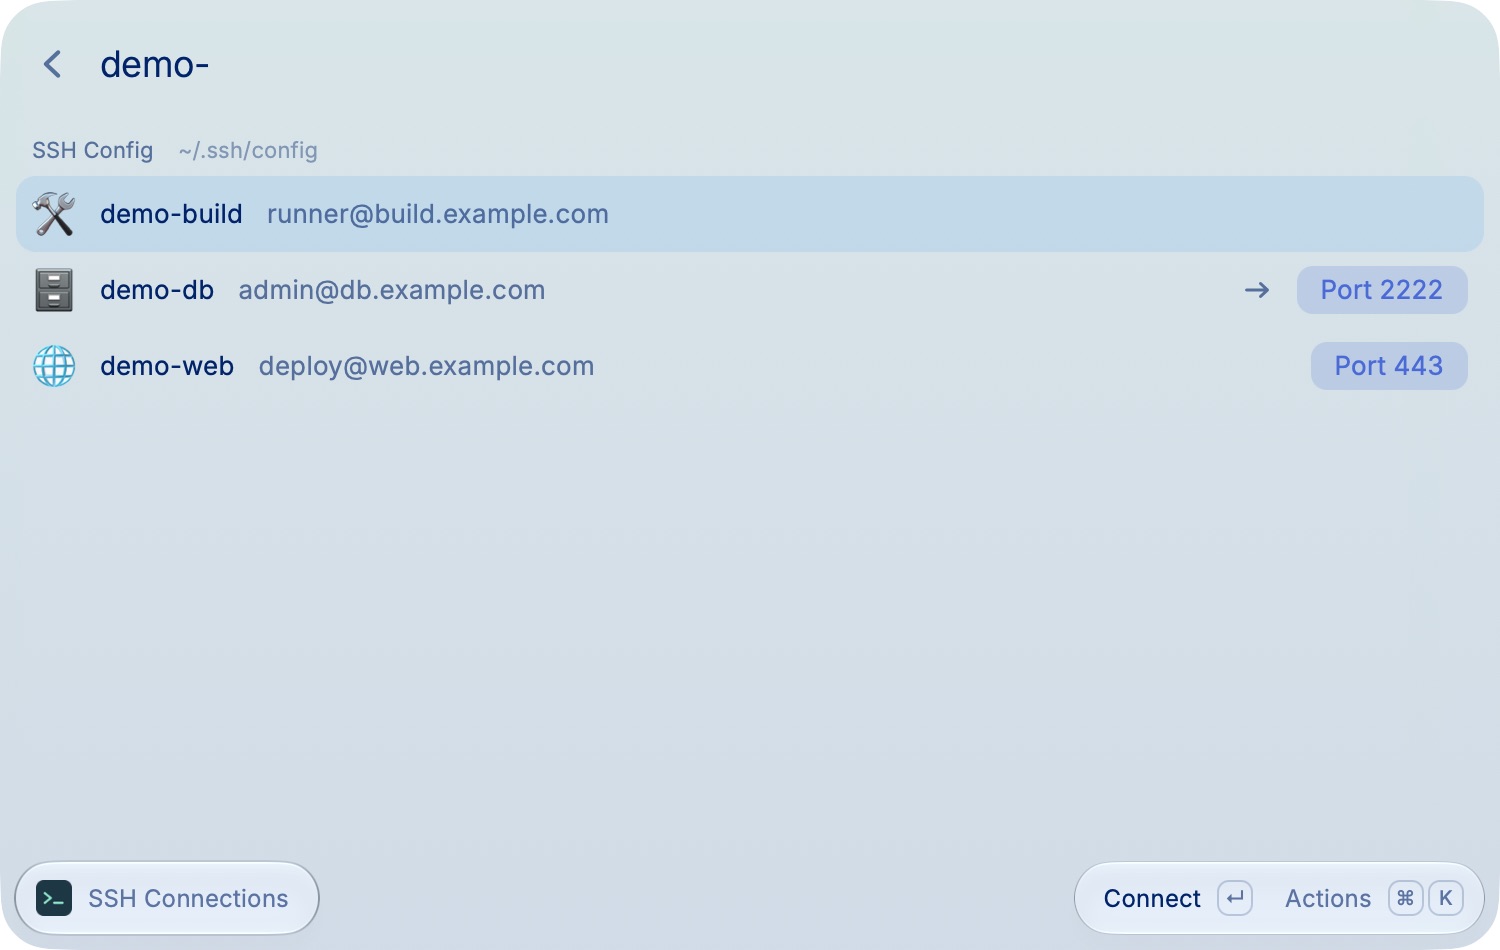 demo-
SSH Config ~/.ssh/config
demo-build runner@build.example.com
demo-db admin@db.example.com → Port 2222
demo-web deploy@web.example.com Port 443
SSH Connections Connect ↵ Actions ⌘ K